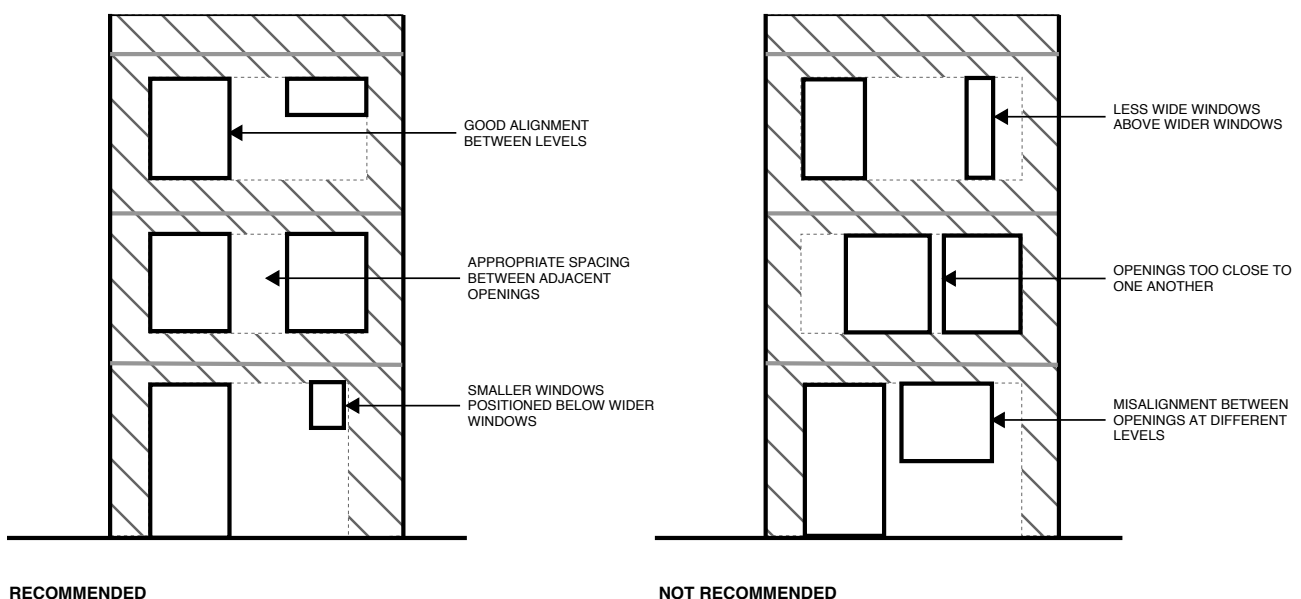 GOOD ALIGNMENT
BETWEEN LEVELS
APPROPRIATE SPACING
BETWEEN ADJACENT
OPENINGS
SMALLER WINDOWS
POSITIONED BELOW WIDER
WINDOWS
RECOMMENDED
LESS WIDE WINDOWS
ABOVE WIDER WINDOWS
OPENINGS TOO CLOSE TO
ONE ANOTHER
MISALIGNMENT BETWEEN
OPENINGS AT DIFFERENT
LEVELS
NOT RECOMMENDED